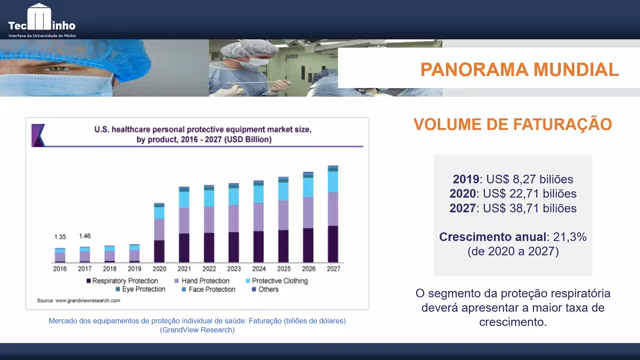 TecMinho
Interface da Universidade do Minho
PANORAMA MUNDIAL
U.S. healthcare personal protective equipment market size,
by product, 2016 - 2027 (USD Billion)
1.35
1.46
2016 2017 2018 2019 2020 2021 2022 2023 2024 2025 2026 2027
Respiratory Protection Hand Protection Protective Clothing
Eye Protection Face Protection Others
Source: www.grandviewresearch.com
Mercado dos equipamentos de proteção individual de saúde: Faturação (biliões de dólares)
(GrandView Research)
VOLUME DE FATURAÇÃO
2019: US$ 8,27 biliões
2020: US$ 22,71 biliões
2027: US$ 38,71 biliões
Crescimento anual: 21,3%
(de 2020 a 2027)
O segmento da proteção respiratória
deverá apresentar a maior taxa de
crescimento.